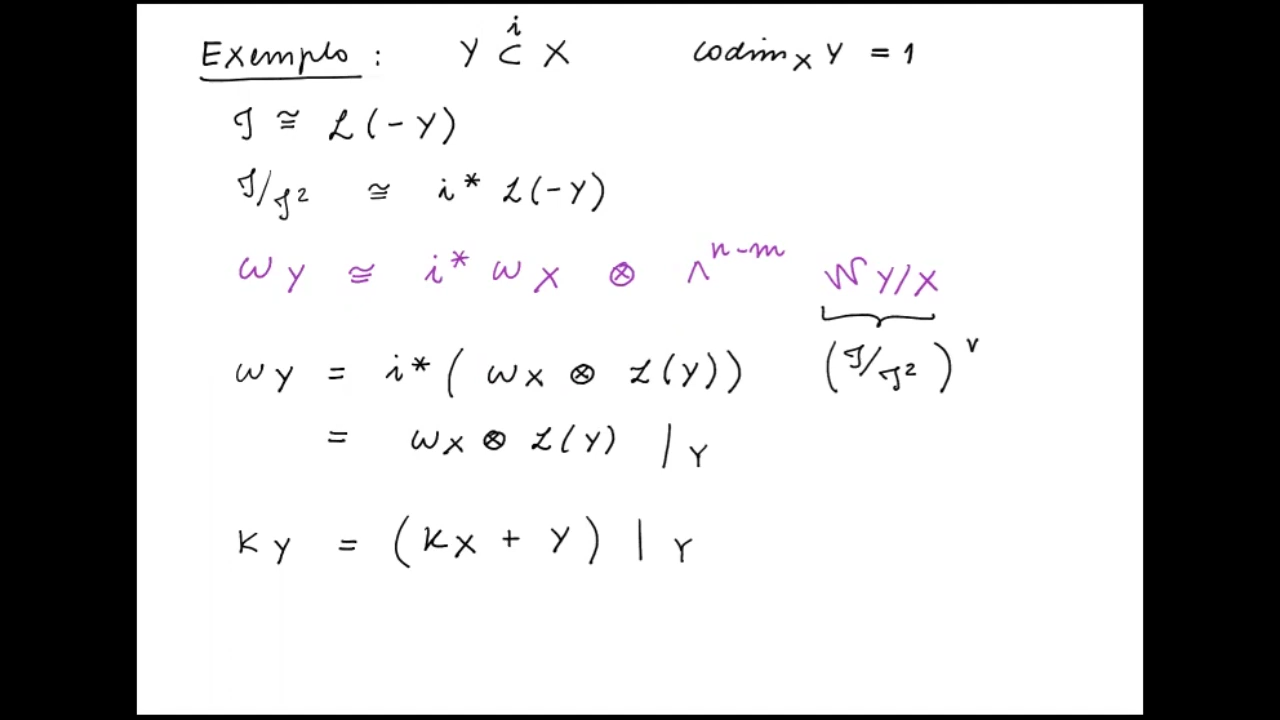 Exemplo : Y ⊂ⁱ X codim_X Y = 1
𝒥 ≅ ℒ(-Y)
𝒥/𝒥² ≅ i* ℒ(-Y)
ω_Y ≅ i* ω_X ⊗ ∧^{n-m} 𝒩_{Y/X}
ω_Y = i* ( ω_X ⊗ ℒ(Y)) (𝒥/𝒥²)^∨
= ω_X ⊗ ℒ(Y) |_Y
K_Y = (K_X + Y) |_Y